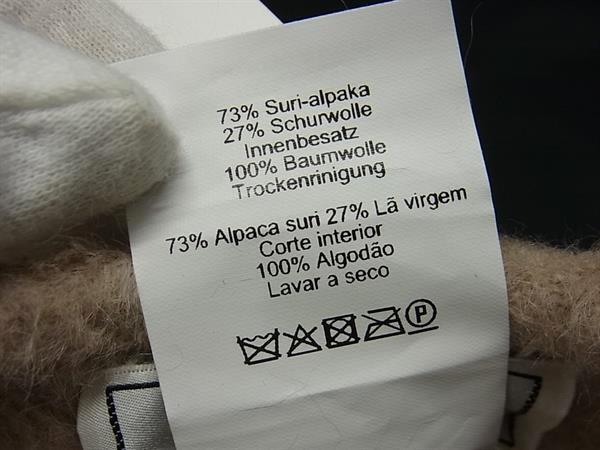 73% Suri-alpaka
27% Schurwolle
Innenbesatz
100% Baumwolle
Trockenrinigung
73% Alpaca suri 27% Lã virgem
Corte interior
100% Algodão
Lavar a seco
P